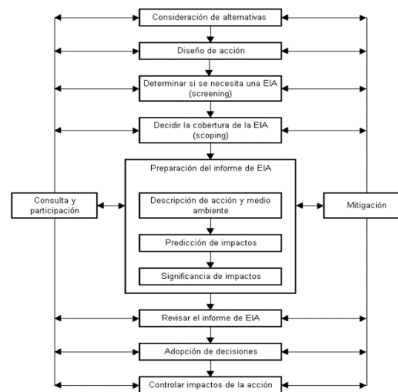 Consideración de alternativas
Diseño de acción
Determinar si se necesita una EIA
(screening)
Decidir la cobertura de la EIA
(scoping)
Preparación del informe de EIA
Descripción de acción y medio
ambiente
Consulta y
participación
Mitigación
Predicción de impactos
Significancia de impactos
Revisar el informe de EIA
Adopción de decisiones
Controlar impactos de la acción